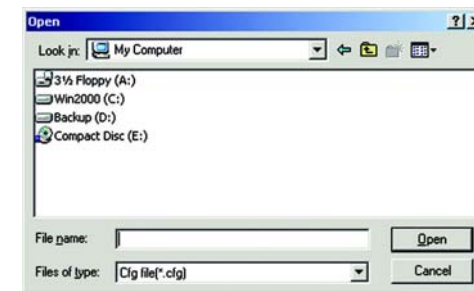 Open
Look in: My Computer
3½ Floppy (A:)
Win2000 (C:)
Backup (D:)
Compact Disc (E:)
File name: Open
Files of type: Cfg file(*.cfg) Cancel